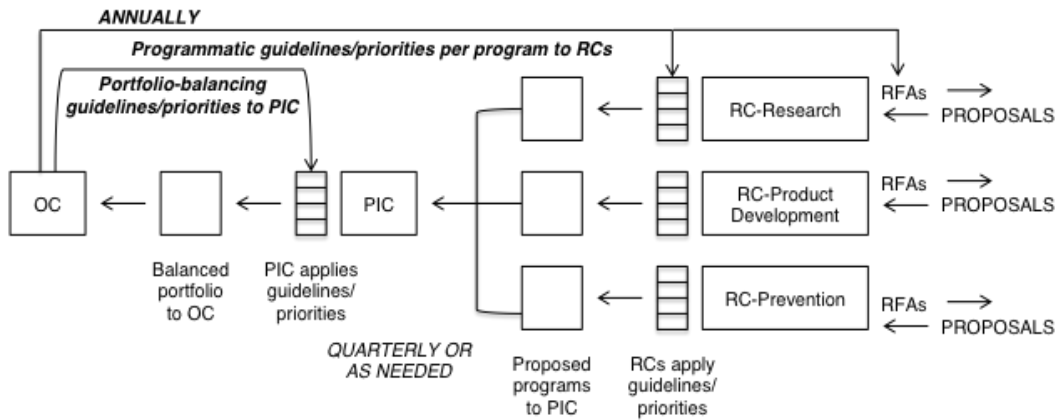 ANNUALLY
Programmatic guidelines/priorities per program to RCs
Portfolio-balancing
guidelines/priorities to PIC
RC-Research
RFAs
PROPOSALS
OC
PIC
RC-Product
Development
RFAs
PROPOSALS
Balanced
portfolio
to OC
PIC applies
guidelines/
priorities
RC-Prevention
RFAs
PROPOSALS
QUARTERLY OR
AS NEEDED
Proposed
programs
to PIC
RCs apply
guidelines/
priorities